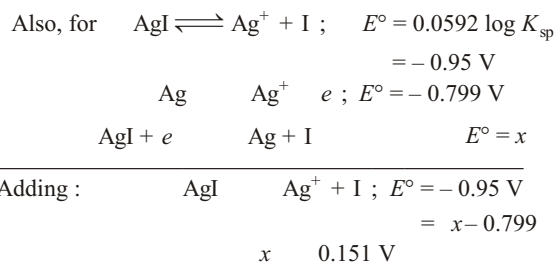 Also, for AgI ⇌ Ag⁺ + I ; E° = 0.0592 log Kₛₚ
= – 0.95 V
Ag Ag⁺ e ; E° = – 0.799 V
AgI + e Ag + I E° = x
Adding : AgI Ag⁺ + I ; E° = – 0.95 V
= x – 0.799
x 0.151 V